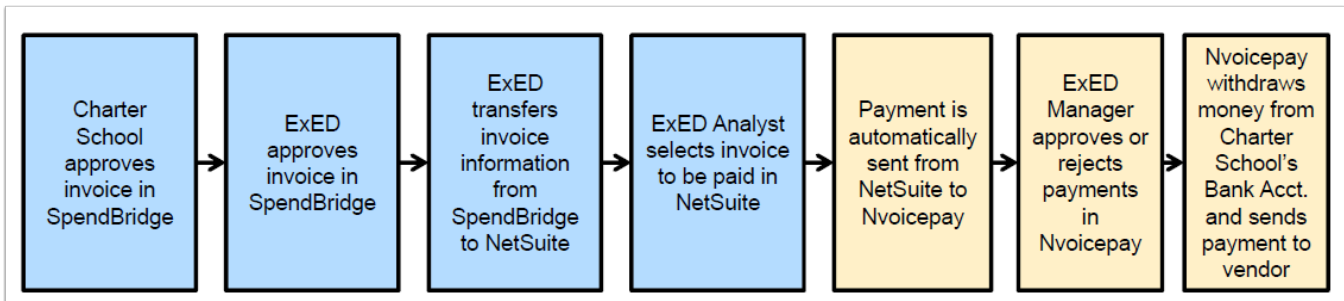 Charter
School
approves
invoice in
SpendBridge
ExED
approves
invoice in
SpendBridge
ExED
transfers
invoice
information
from
SpendBridge
to NetSuite
ExED Analyst
selects invoice
to be paid in
NetSuite
Payment is
automatically
sent from
NetSuite to
Nvoicepay
ExED
Manager
approves or
rejects
payments
in
Nvoicepay
Nvoicepay
withdraws
money from
Charter
School's
Bank Acct.
and sends
payment to
vendor